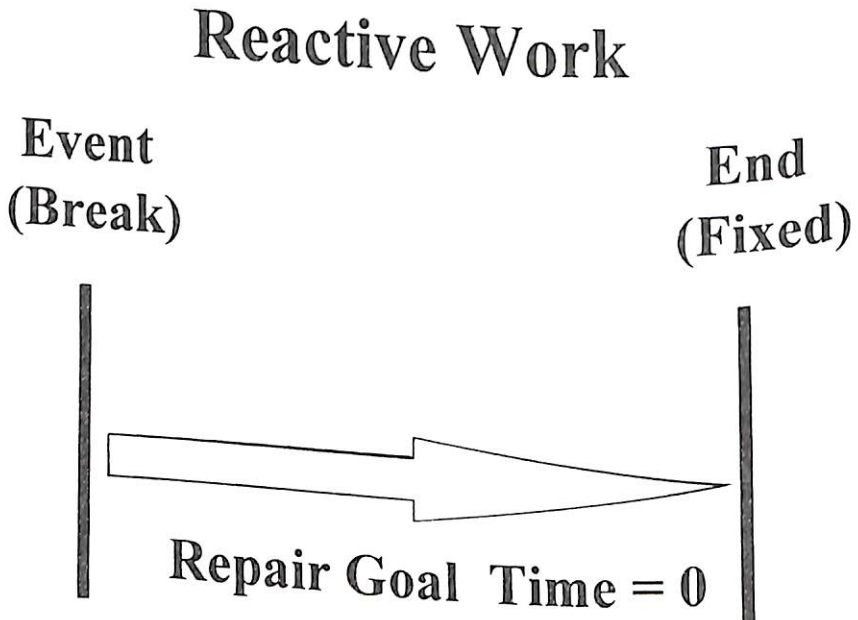 Reactive Work
Event
(Break)
End
(Fixed)
Repair Goal Time = 0